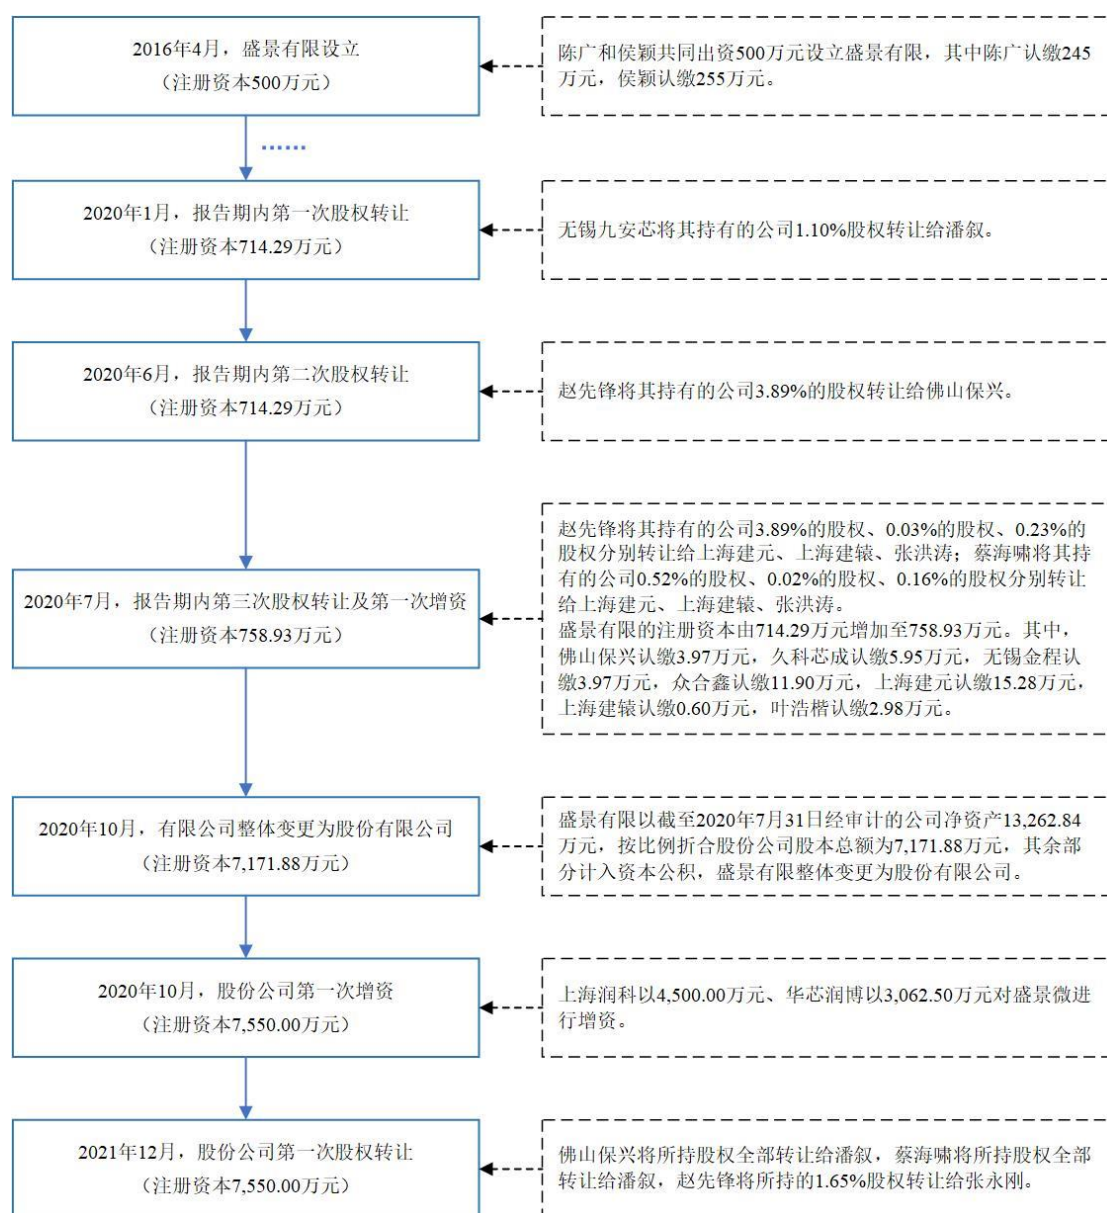 2016年4月，盛景有限设立
（注册资本500万元）
陈广和侯颖共同出资500万元设立盛景有限，其中陈广认缴245
万元，侯颖认缴255万元。
……
2020年1月，报告期内第一次股权转让
（注册资本714.29万元）
无锡九安芯将其持有的公司1.10%股权转让给潘叙。
2020年6月，报告期内第二次股权转让
（注册资本714.29万元）
赵先锋将其持有的公司3.89%的股权转让给佛山保兴。
2020年7月，报告期内第三次股权转让及第一次增资
（注册资本758.93万元）
赵先锋将其持有的公司3.89%的股权、0.03%的股权、0.23%的
股权分别转让给上海建元、上海建辕、张洪涛；蔡海啸将其持
有的公司0.52%的股权、0.02%的股权、0.16%的股权分别转让
给上海建元、上海建辕、张洪涛。
盛景有限的注册资本由714.29万元增加至758.93万元。其中，
佛山保兴认缴3.97万元，久科芯成认缴5.95万元，无锡金程认
缴3.97万元，众合鑫认缴11.90万元，上海建元认缴15.28万元，
上海建辕认缴0.60万元，叶浩楷认缴2.98万元。
2020年10月，有限公司整体变更为股份有限公司
（注册资本7,171.88万元）
盛景有限以截至2020年7月31日经审计的公司净资产13,262.84
万元，按比例折合股份公司股本总额为7,171.88万元，其余部
分计入资本公积，盛景有限整体变更为股份有限公司。
2020年10月，股份公司第一次增资
（注册资本7,550.00万元）
上海润科以4,500.00万元、华芯润博以3,062.50万元对盛景微进
行增资。
2021年12月，股份公司第一次股权转让
（注册资本7,550.00万元）
佛山保兴将所持股权全部转让给潘叙，蔡海啸将所持股权全部
转让给潘叙，赵先锋将所持的1.65%股权转让给张永刚。